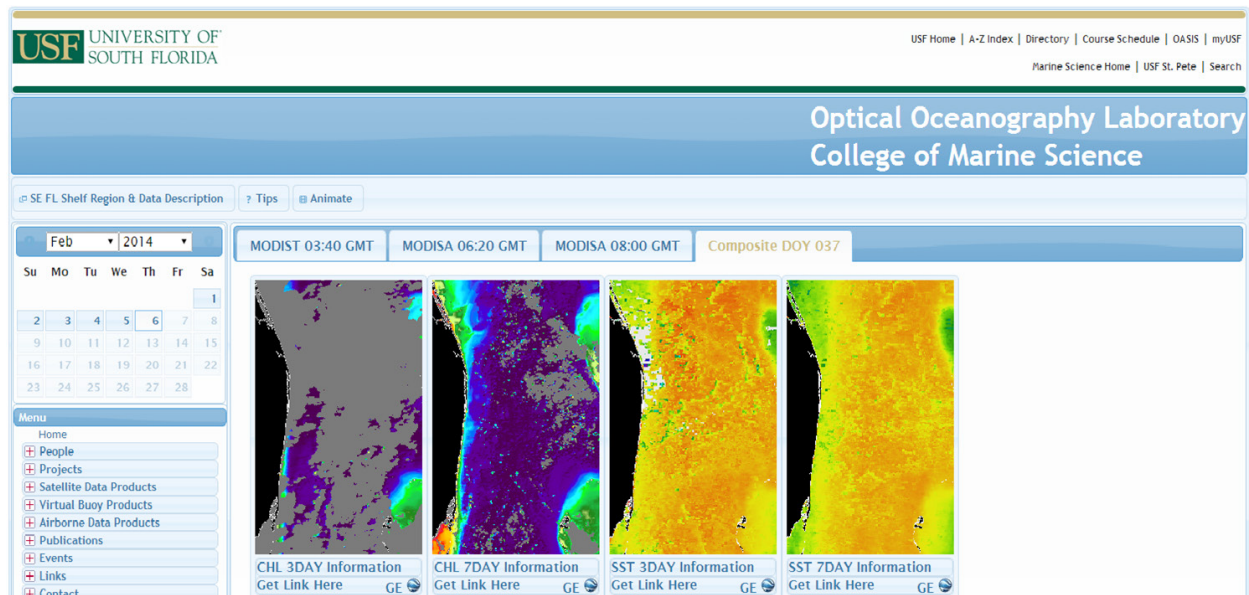 USF UNIVERSITY OF
SOUTH FLORIDA
USF Home | A-Z Index | Directory | Course Schedule | OASIS | myUSF
Marine Science Home | USF St. Pete | Search
Optical Oceanography Laboratory
College of Marine Science
SE FL Shelf Region & Data Description ? Tips Animate
Feb 2014
MODIST 03:40 GMT MODISA 06:20 GMT MODISA 08:00 GMT Composite DOY 037
Su Mo Tu We Th Fr Sa
1
2 3 4 5 6 7 8
9 10 11 12 13 14 15
16 17 18 19 20 21 22
23 24 25 26 27 28
Menu
Home
People
Projects
Satellite Data Products
Virtual Buoy Products
Airborne Data Products
Publications
Events
Links
Contact
CHL 3DAY Information CHL 7DAY Information SST 3DAY Information SST 7DAY Information
Get Link Here GE Get Link Here GE Get Link Here GE Get Link Here GE